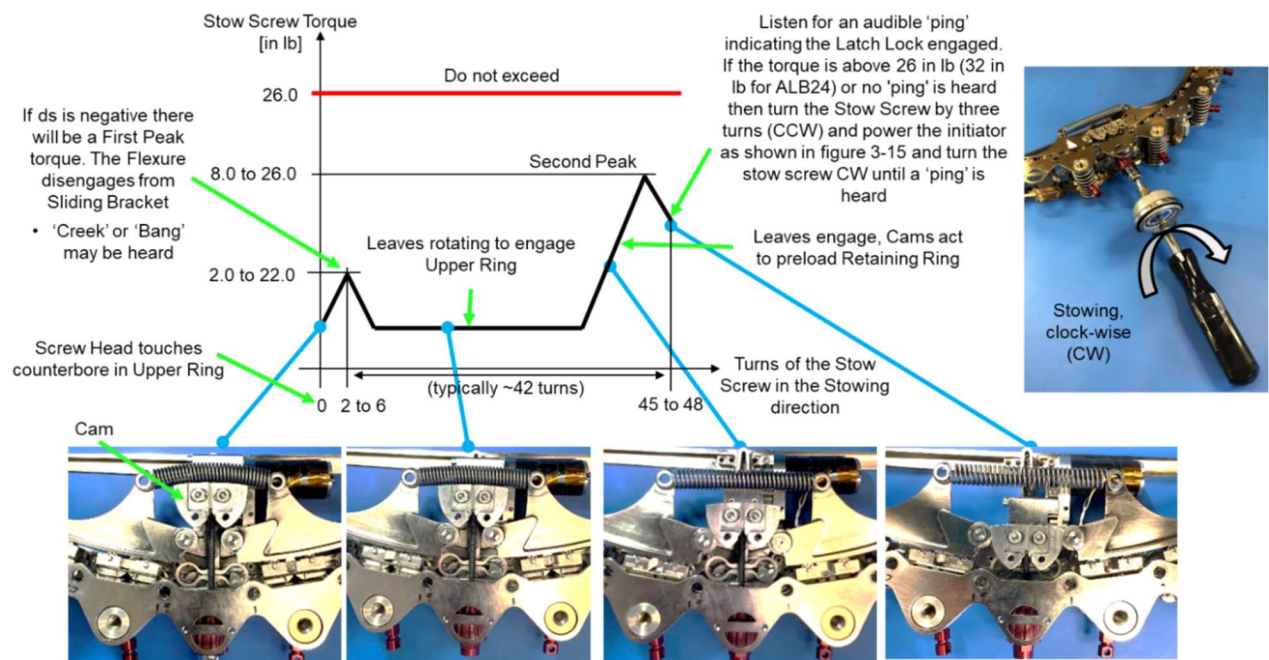 Stow Screw Torque
[in lb]
Do not exceed
26.0
If ds is negative there
will be a First Peak
torque. The Flexure
disengages from
Sliding Bracket
• ‘Creek’ or ‘Bang’
may be heard
8.0 to 26.0
Second Peak
2.0 to 22.0
Leaves rotating to engage
Upper Ring
Listen for an audible ‘ping’
indicating the Latch Lock engaged.
If the torque is above 26 in lb (32 in
lb for ALB24) or no 'ping' is heard
then turn the Stow Screw by three
turns (CCW) and power the initiator
as shown in figure 3-15 and turn the
stow screw CW until a ‘ping’ is
heard
Leaves engage, Cams act
to preload Retaining Ring
Stowing,
clock-wise
(CW)
Screw Head touches
counterbore in Upper Ring
(typically ~42 turns)
Turns of the Stow
Screw in the Stowing
direction
0 2 to 6
45 to 48
Cam